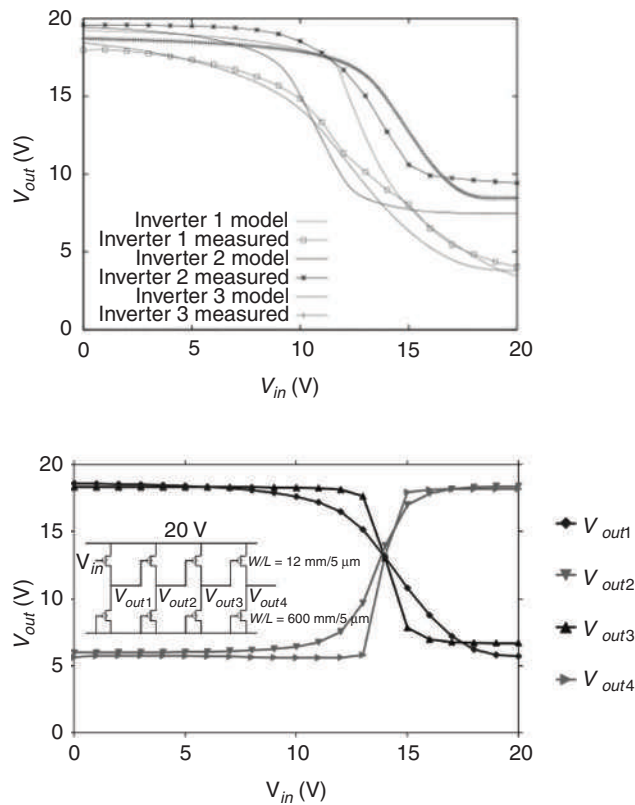 20
15
10
5
0
V_out (V)
Inverter 1 model
Inverter 1 measured
Inverter 2 model
Inverter 2 measured
Inverter 3 model
Inverter 3 measured
0 5 10 15 20
V_in (V)
20
15
10
5
0
V_out (V)
20 V
V_in
W/L = 12 mm/5 µm
V_out1 V_out2 V_out3 V_out4
W/L = 600 mm/5 µm
0 5 10 15 20
V_in (V)
V_out1
V_out2
V_out3
V_out4